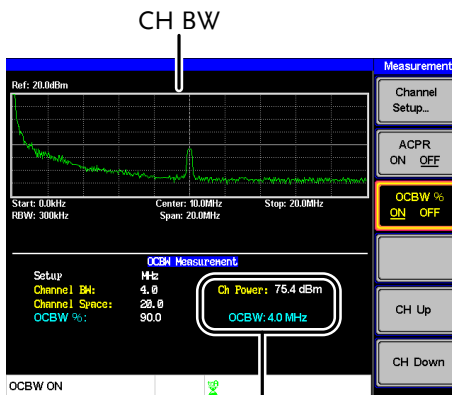 CH BW
Measurement
Ref: 20.0dBm
Channel
Setup...
ACPR
ON OFF
OCBW %
ON OFF
CH Up
CH Down
Start: 0.0kHz Center: 10.0MHz Stop: 20.0MHz
RBW: 300kHz Span: 20.0MHz
OCBW Measurement
Setup MHz
Channel BW: 4.0
Channel Space: 20.0
OCBW %: 90.0
Ch Power: 75.4 dBm
OCBW: 4.0 MHz
OCBW ON